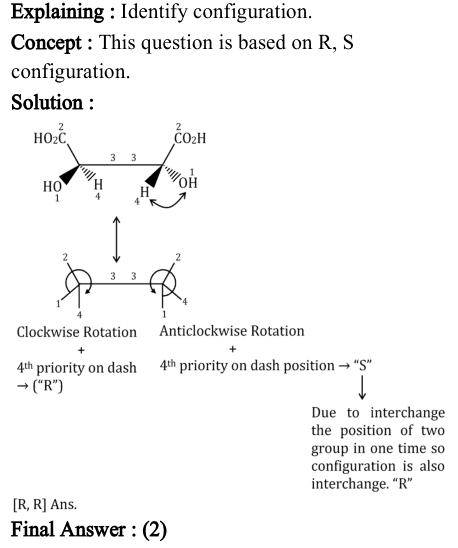 Explaining : Identify configuration.
Concept : This question is based on R, S
configuration.
Solution :
2 2
HO₂C CO₂H
3 3
HO H H OH
1 4 4 1
2 2
3 3
1 4 4 1
Clockwise Rotation Anticlockwise Rotation
+ +
4th priority on dash 4th priority on dash position → “S”
→ (“R”)
Due to interchange
the position of two
group in one time so
configuration is also
interchange. “R”
[R, R] Ans.
Final Answer : (2)